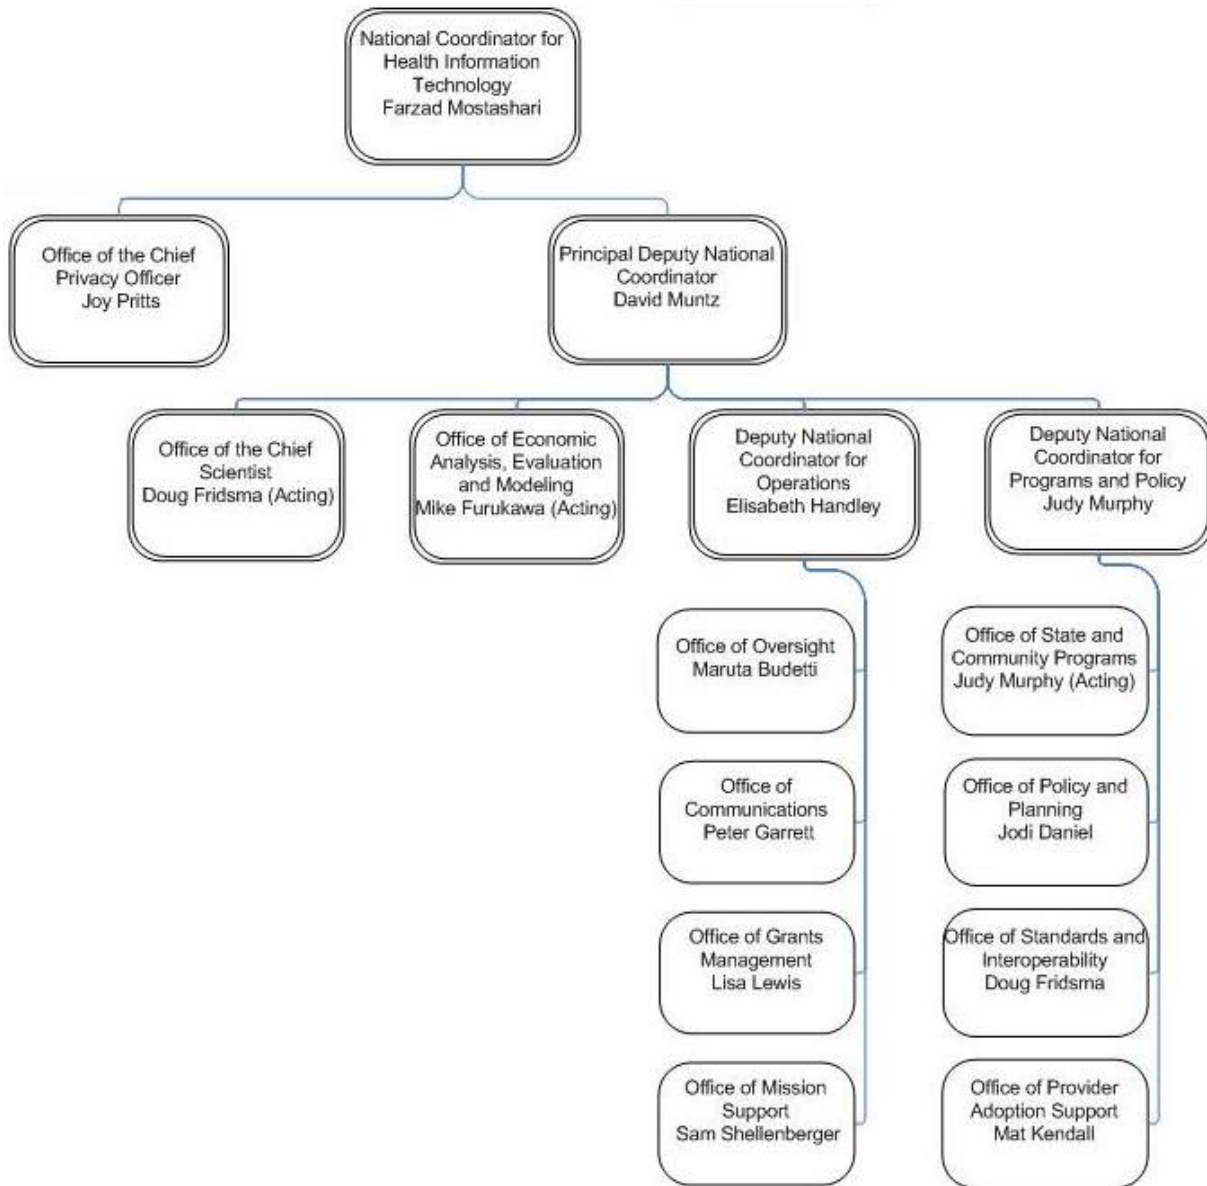 National Coordinator for
Health Information
Technology
Farzad Mostashari
Office of the Chief
Privacy Officer
Joy Pritts
Principal Deputy National
Coordinator
David Muntz
Office of the Chief
Scientist
Doug Fridsma (Acting)
Office of Economic
Analysis, Evaluation
and Modeling
Mike Furukawa (Acting)
Deputy National
Coordinator for
Operations
Elisabeth Handley
Deputy National
Coordinator for
Programs and Policy
Judy Murphy
Office of Oversight
Maruta Budetti
Office of
Communications
Peter Garrett
Office of Grants
Management
Lisa Lewis
Office of Mission
Support
Sam Shellenberger
Office of State and
Community Programs
Judy Murphy (Acting)
Office of Policy and
Planning
Jodi Daniel
Office of Standards and
Interoperability
Doug Fridsma
Office of Provider
Adoption Support
Mat Kendall